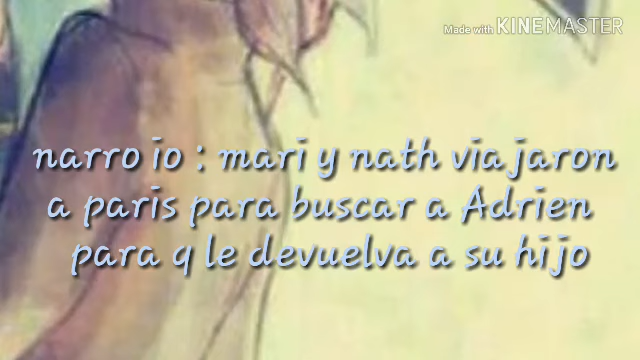 Made with KINEMASTER
narro io : mari y nath viajaron
a paris para buscar a Adrien
para q le devuelva a su hijo